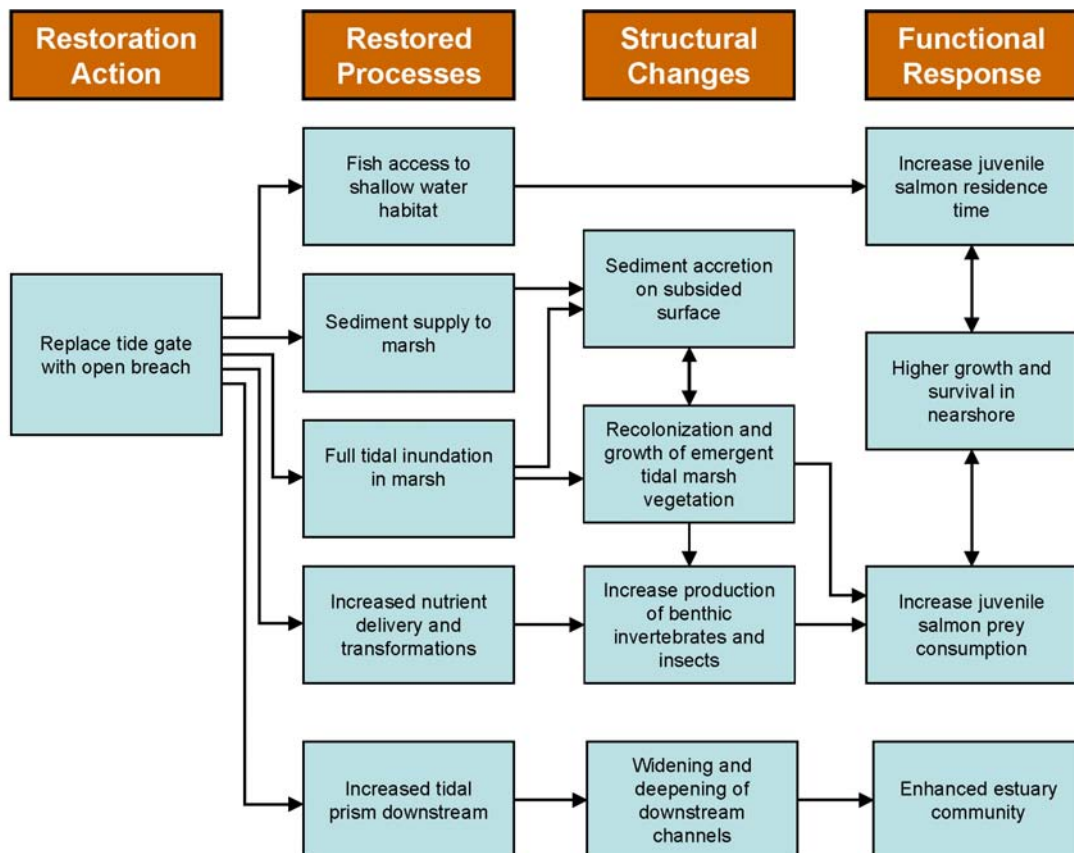 Restoration
Action
Restored
Processes
Structural
Changes
Functional
Response
Fish access to
shallow water
habitat
Increase juvenile
salmon residence
time
Sediment accretion
on subsided
surface
Replace tide gate
with open breach
Sediment supply to
marsh
Higher growth and
survival in
nearshore
Full tidal inundation
in marsh
Recolonization and
growth of emergent
tidal marsh
vegetation
Increased nutrient
delivery and
transformations
Increase production
of benthic
invertebrates and
insects
Increase juvenile
salmon prey
consumption
Increased tidal
prism downstream
Widening and
deepening of
downstream
channels
Enhanced estuary
community